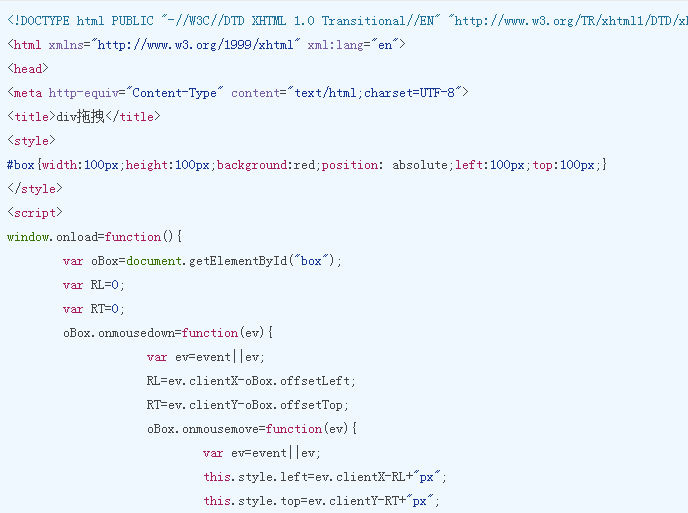 <!DOCTYPE html PUBLIC "-//W3C//DTD XHTML 1.0 Transitional//EN" "http://www.w3.org/TR/xhtml1/DTD/xl
<html xmlns="http://www.w3.org/1999/xhtml" xml:lang="en">
<head>
<meta http-equiv="Content-Type" content="text/html;charset=UTF-8">
<title>div拖拽</title>
<style>
#box{width:100px;height:100px;background:red;position: absolute;left:100px;top:100px;}
</style>
<script>
window.onload=function(){
var oBox=document.getElementById("box");
var RL=0;
var RT=0;
oBox.onmousedown=function(ev){
var ev=event||ev;
RL=ev.clientX-oBox.offsetLeft;
RT=ev.clientY-oBox.offsetTop;
oBox.onmousemove=function(ev){
var ev=event||ev;
this.style.left=ev.clientX-RL+"px";
this.style.top=ev.clientY-RT+"px";